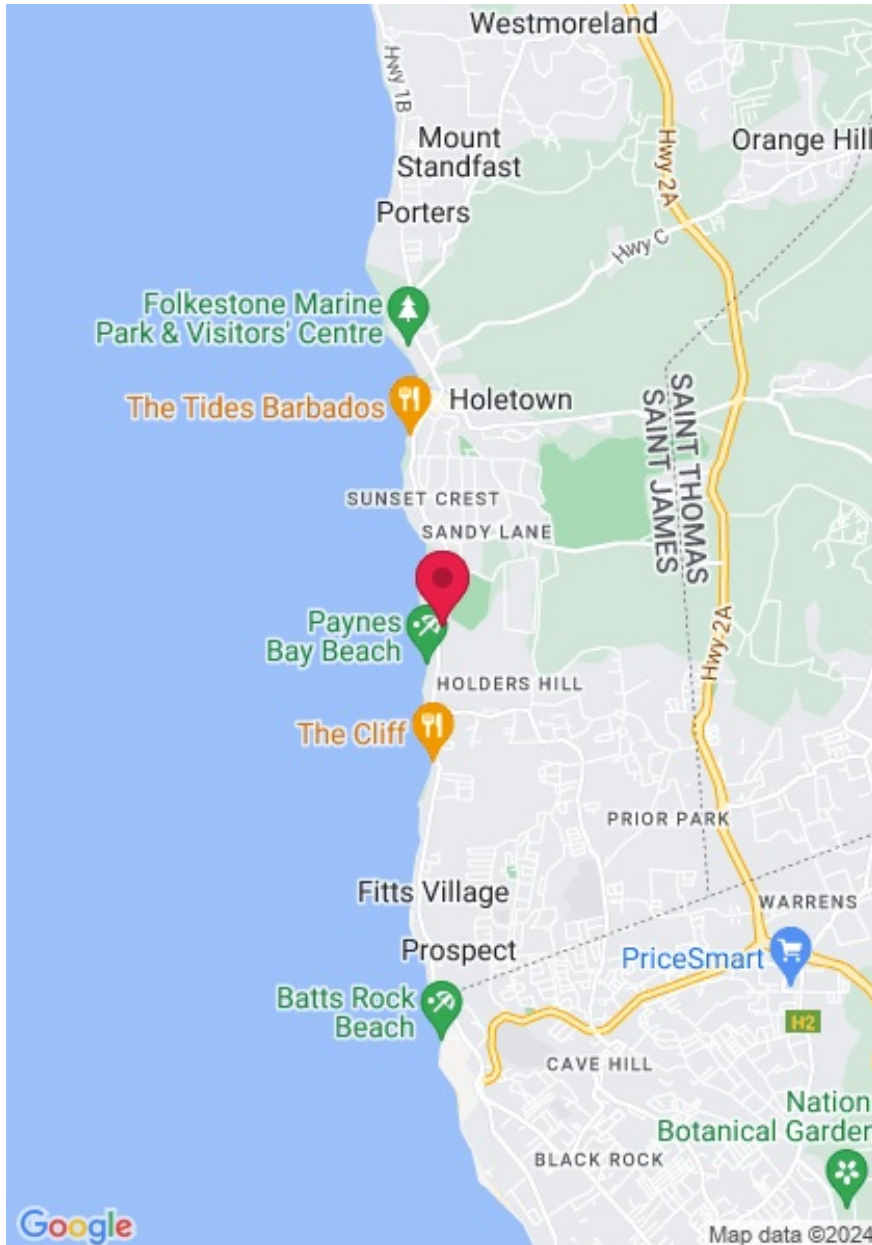 Westmoreland
Hwy 1B
Mount
Standfast
Hwy 2A
Orange Hill
Porters
Hwy C
Folkestone Marine
Park & Visitors' Centre
The Tides Barbados
Holetown
SAINT THOMAS
SAINT JAMES
SUNSET CREST
SANDY LANE
Paynes
Bay Beach
Hwy 2A
HOLDERS HILL
The Cliff
PRIOR PARK
Fitts Village
WARRENS
Prospect
PriceSmart
Batts Rock
Beach
H2
CAVE HILL
Nation
Botanical Garder
BLACK ROCK
Google
Map data ©2024